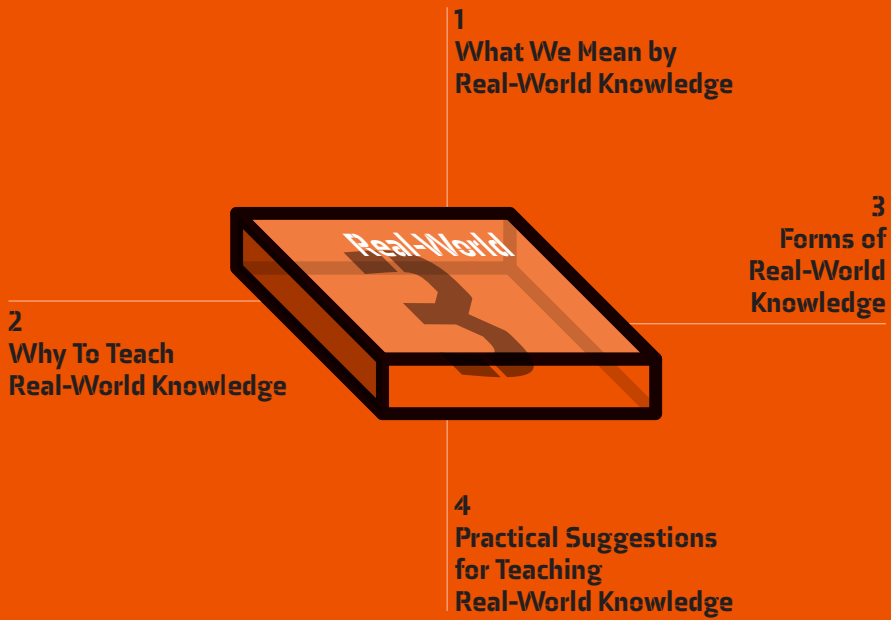 1
What We Mean by
Real-World Knowledge
3
Forms of
Real-World
Knowledge
Real-World
3
2
Why To Teach
Real-World Knowledge
4
Practical Suggestions
for Teaching
Real-World Knowledge